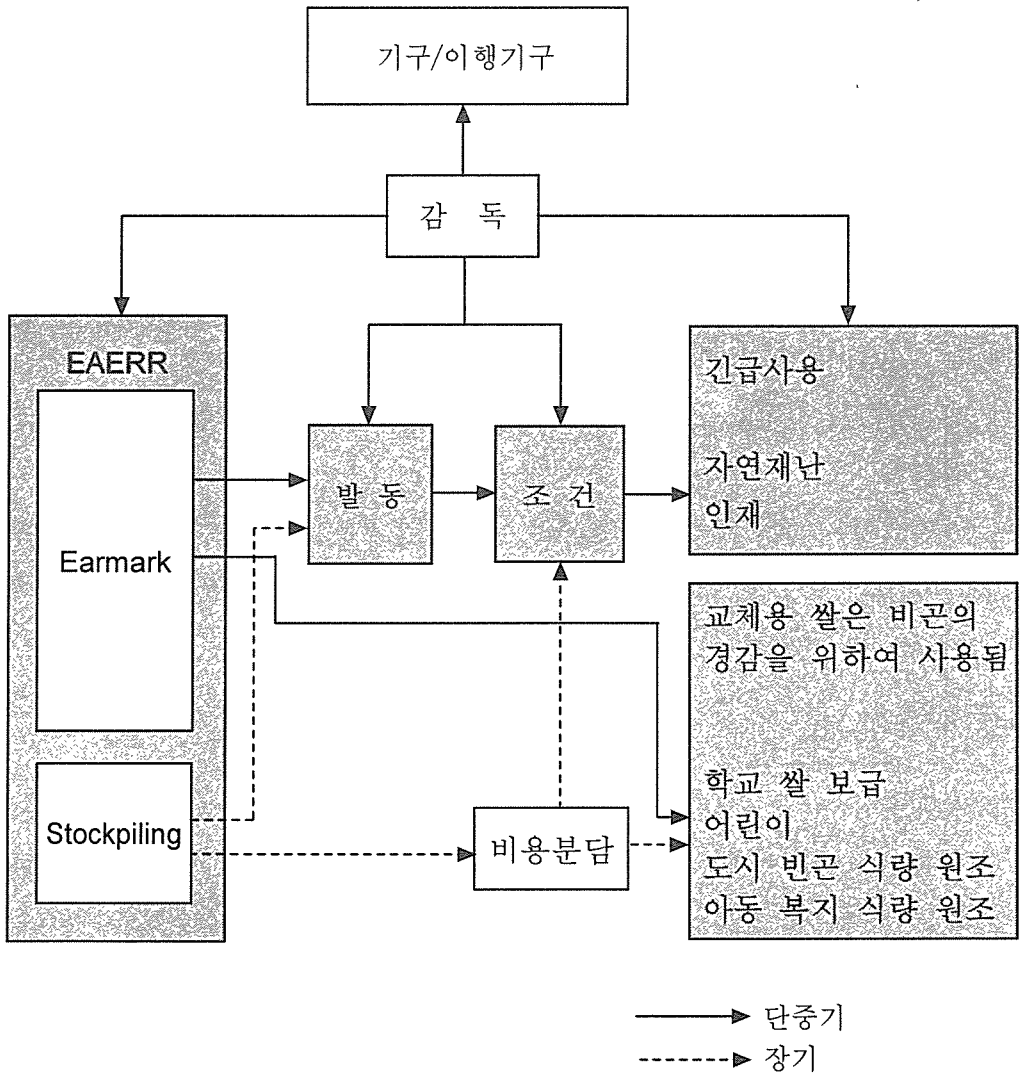 기구/이행기구
감 독
EAERR
Earmark
Stockpiling
발 동
조 건
비용분담
긴급사용
자연재난
인재
교체용 쌀은 비곤의
경감을 위하여 사용됨
학교 쌀 보급
어린이
도시 빈곤 식량 원조
아동 복지 식량 원조
단중기
장기